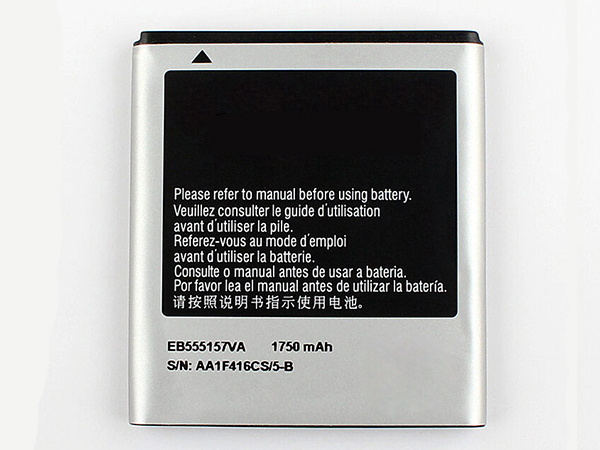 Please refer to manual before using battery.
Veuillez consulter le guide d'utilisation
avant d'utiliser la pile.
Referez-vous au mode d'emploi
avant d'utiliser la batterie.
Consulte o manual antes de usar a bateria.
Por favor lea el manual antes de utilizar la batería.
请按照说明书指示使用电池。
EB555157VA 1750 mAh
S/N: AA1F416CS/5-B